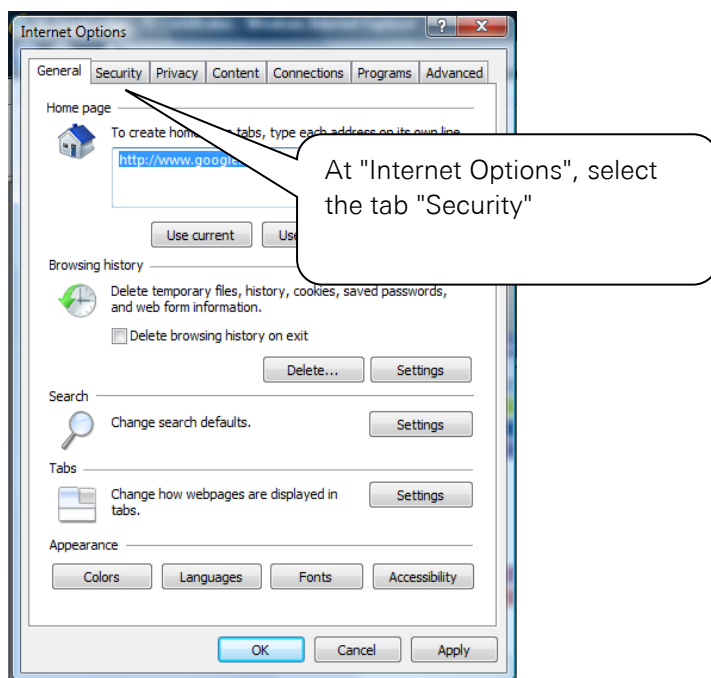 Internet Options
General Security Privacy Content Connections Programs Advanced
Home page
To create home tabs, type each address on its own line.
http://www.google
At "Internet Options", select
the tab "Security"
Use current
Browsing history
Delete temporary files, history, cookies, saved passwords,
and web form information.
Delete browsing history on exit
Delete... Settings
Search
Change search defaults. Settings
Tabs
Change how webpages are displayed in Settings
tabs.
Appearance
Colors Languages Fonts Accessibility
OK Cancel Apply